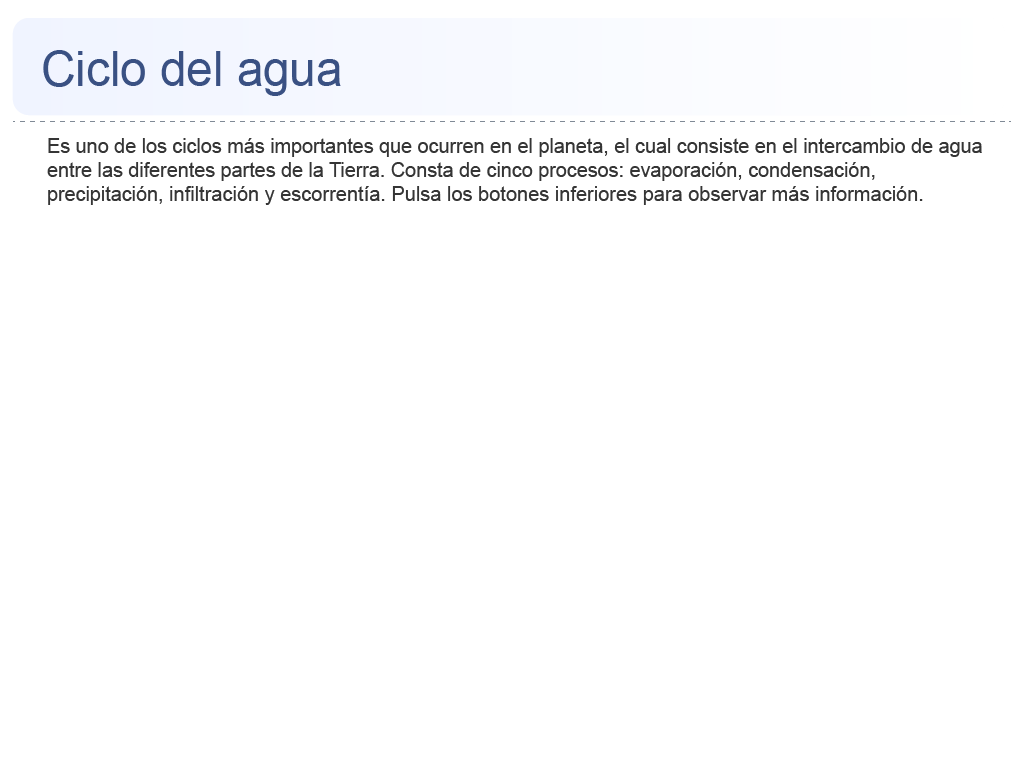 Ciclo del agua
Es uno de los ciclos más importantes que ocurren en el planeta, el cual consiste en el intercambio de agua
entre las diferentes partes de la Tierra. Consta de cinco procesos: evaporación, condensación,
precipitación, infiltración y escorrentía. Pulsa los botones inferiores para observar más información.